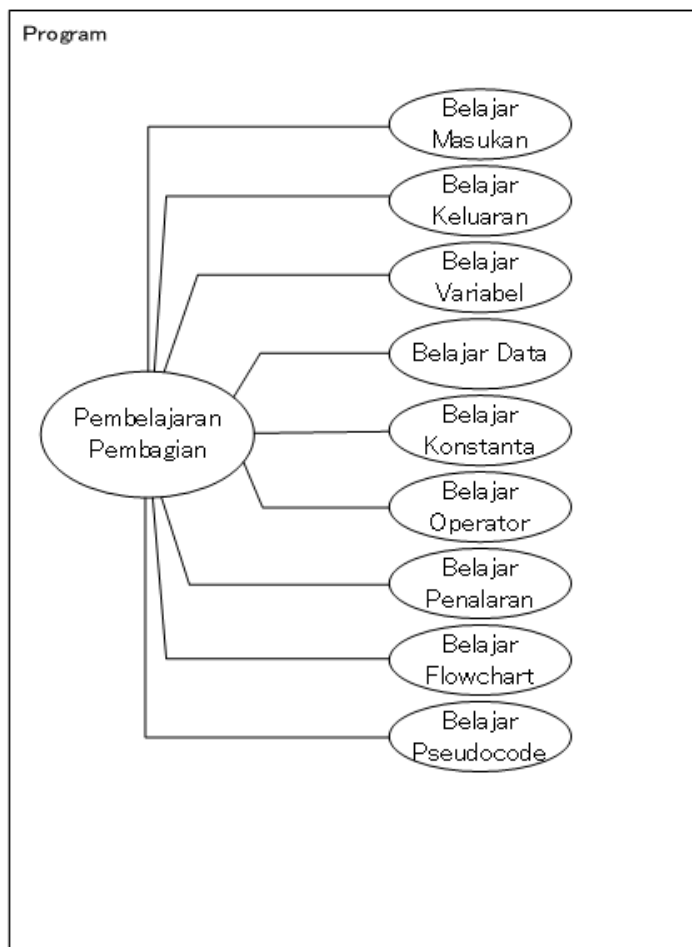 Program
Belajar
Masukan
Belajar
Keluaran
Belajar
Variabel
Belajar Data
Pembelajaran
Pembagian
Belajar
Konstanta
Belajar
Operator
Belajar
Penalaran
Belajar
Flowchart
Belajar
Pseudocode